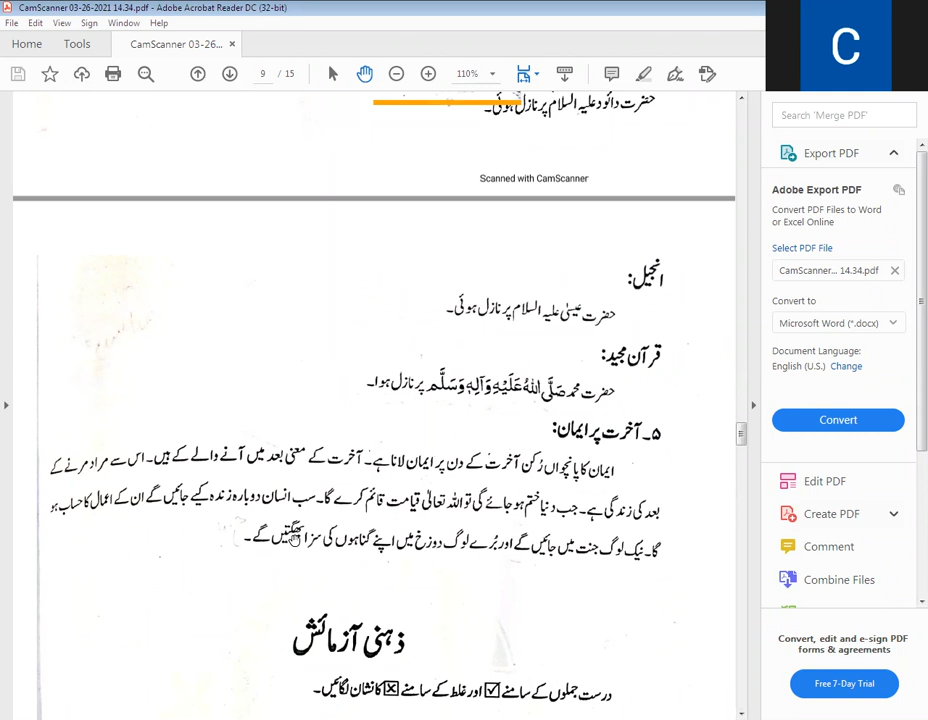 CamScanner 03-26-2021 14.34.pdf - Adobe Acrobat Reader DC (32-bit)
File Edit View Sign Window Help
Home Tools CamScanner 03-26... ×
9 / 15 110%
C
حضرت دائود علیہ السلام پر نازل ہوئی۔
Scanned with CamScanner
انجیل:
حضرت عیسیٰ علیہ السلام پر نازل ہوئی۔
قرآن مجید:
حضرت محمد صَلَّی اللہُ عَلَیْہِ وَآلِہٖ وَسَلَّم پر نازل ہوا۔
۵۔ آخرت پر ایمان:
ایمان کا پانچواں رُکن آخرت کے دن پر ایمان لانا ہے۔ آخرت کے معنی بعد میں آنے والے کے ہیں۔ اس سے مراد مرنے کے
بعد کی زندگی ہے۔ جب دنیا ختم ہو جائے گی تو اللہ تعالیٰ قیامت قائم کرے گا۔ سب انسان دوبارہ زندہ کیے جائیں گے ان کے اعمال کا حساب ہو
گا۔ نیک لوگ جنت میں جائیں گے اور بُرے لوگ دوزخ میں اپنے گناہوں کی سزا بھگتیں گے۔
ذہنی آزمائش
درست جملوں کے سامنے ☑ اور غلط کے سامنے ☒ کا نشان لگائیں۔
Search 'Merge PDF'
Export PDF
Adobe Export PDF
Convert PDF Files to Word
or Excel Online
Select PDF File
CamScanner... 14.34.pdf ×
Convert to
Microsoft Word (*.docx)
Document Language:
English (U.S.) Change
Convert
Edit PDF
Create PDF
Comment
Combine Files
Convert, edit and e-sign PDF
forms & agreements
Free 7-Day Trial